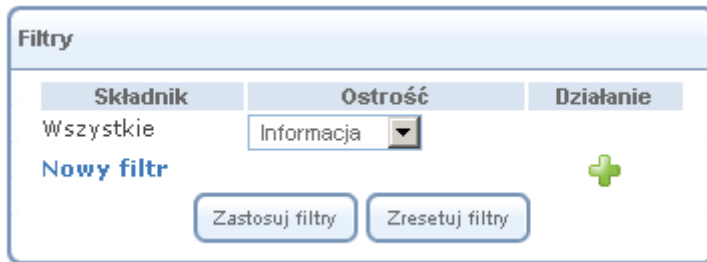 Filtry
Składnik Ostrość Działanie
Wszystkie Informacja
Nowy filtr
Zastosuj filtry Zresetuj filtry